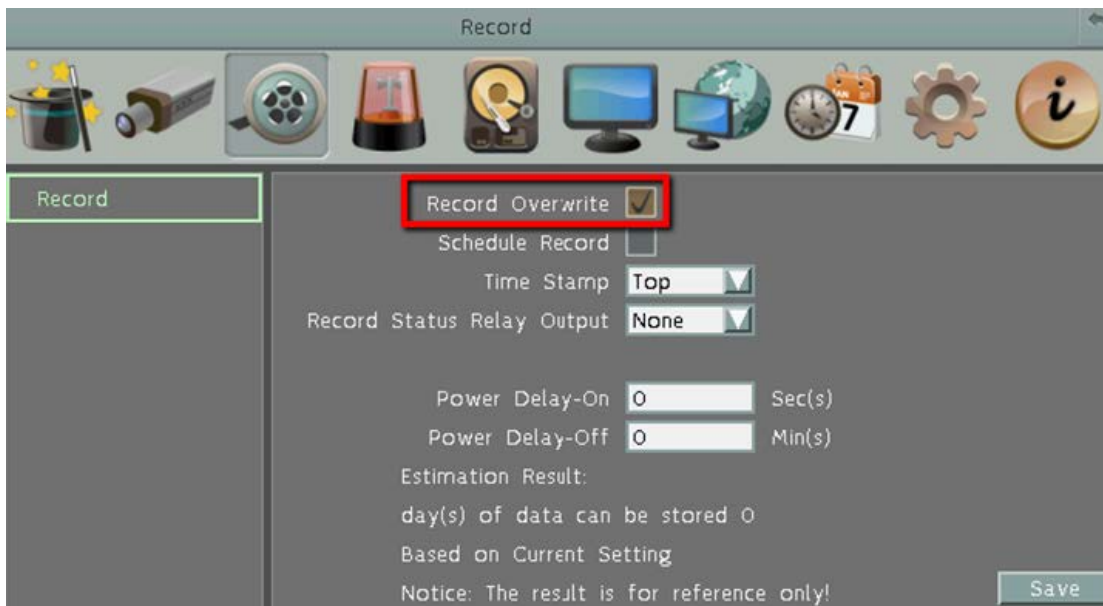 Record
JAN
7
Record
Record Overwrite
Schedule Record
Time Stamp Top
Record Status Relay Output None
Power Delay-On 0 Sec(s)
Power Delay-Off 0 Min(s)
Estimation Result:
day(s) of data can be stored 0
Based on Current Setting
Notice: The result is for reference only!
Save